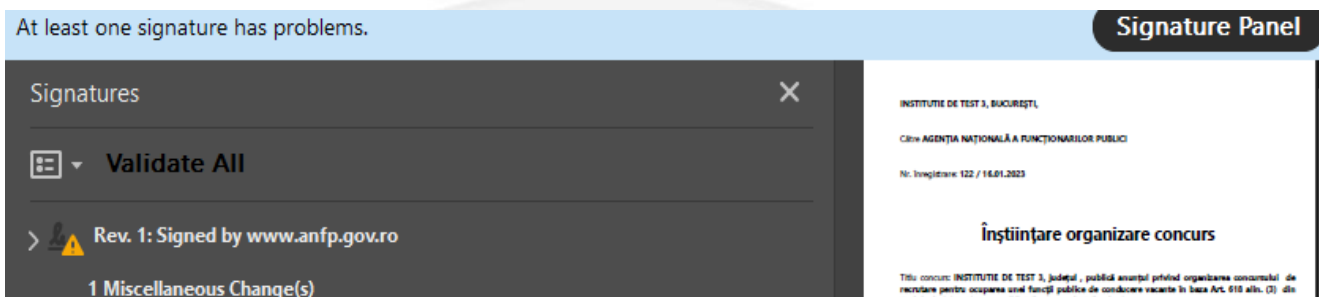 At least one signature has problems.
Signature Panel
Signatures
Validate All
Rev. 1: Signed by www.anfp.gov.ro
1 Miscellaneous Change(s)
INSTITUTIE DE TEST 3, BUCUREȘTI,
Către AGENȚIA NAȚIONALĂ A FUNCȚIONARILOR PUBLICI
Nr. înregistrare: 122 / 16.01.2023
Înștiințare organizare concurs
Titlu concurs: INSTITUTIE DE TEST 3, județul , publică anunțul privind organizarea concursului de
recrutare pentru ocuparea unei funcții publice de conducere vacante în baza Art. 618 alin. (3) din